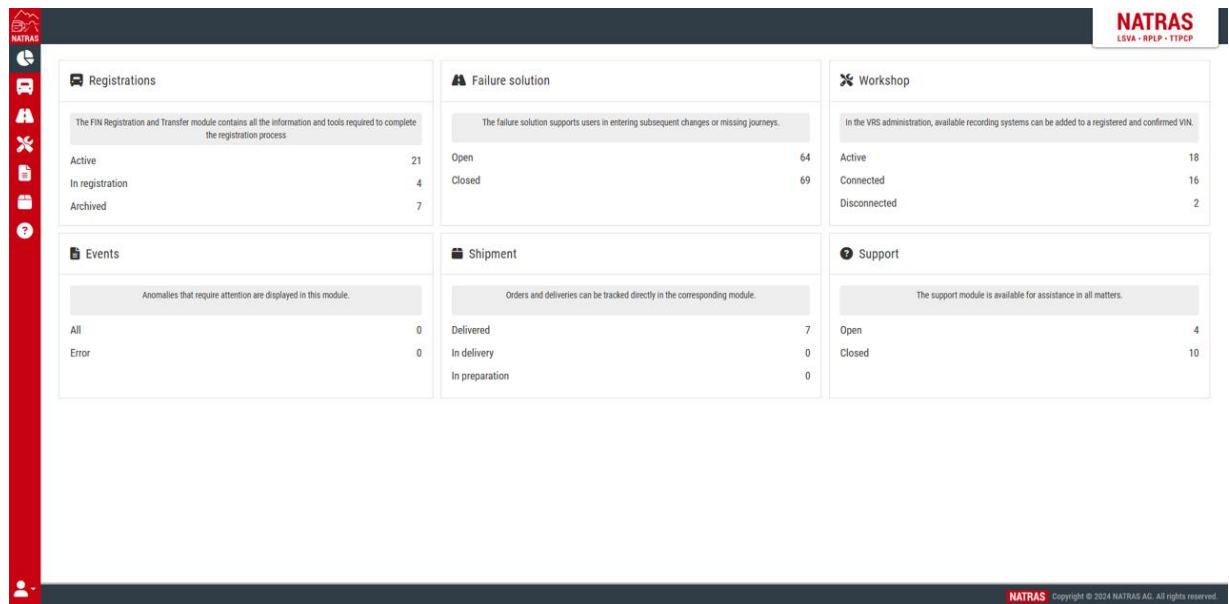 NATRAS
NATRAS
LSVA • RPLP • TTPCP
Registrations
The FIN Registration and Transfer module contains all the information and tools required to complete
the registration process
Active 21
In registration 4
Archived 7
Failure solution
The failure solution supports users in entering subsequent changes or missing journeys.
Open 64
Closed 69
Workshop
In the VRS administration, available recording systems can be added to a registered and confirmed VIN.
Active 18
Connected 16
Disconnected 2
Events
Anomalies that require attention are displayed in this module.
All 0
Error 0
Shipment
Orders and deliveries can be tracked directly in the corresponding module.
Delivered 7
In delivery 0
In preparation 0
Support
The support module is available for assistance in all matters.
Open 4
Closed 10
NATRAS Copyright © 2024 NATRAS AG. All rights reserved.